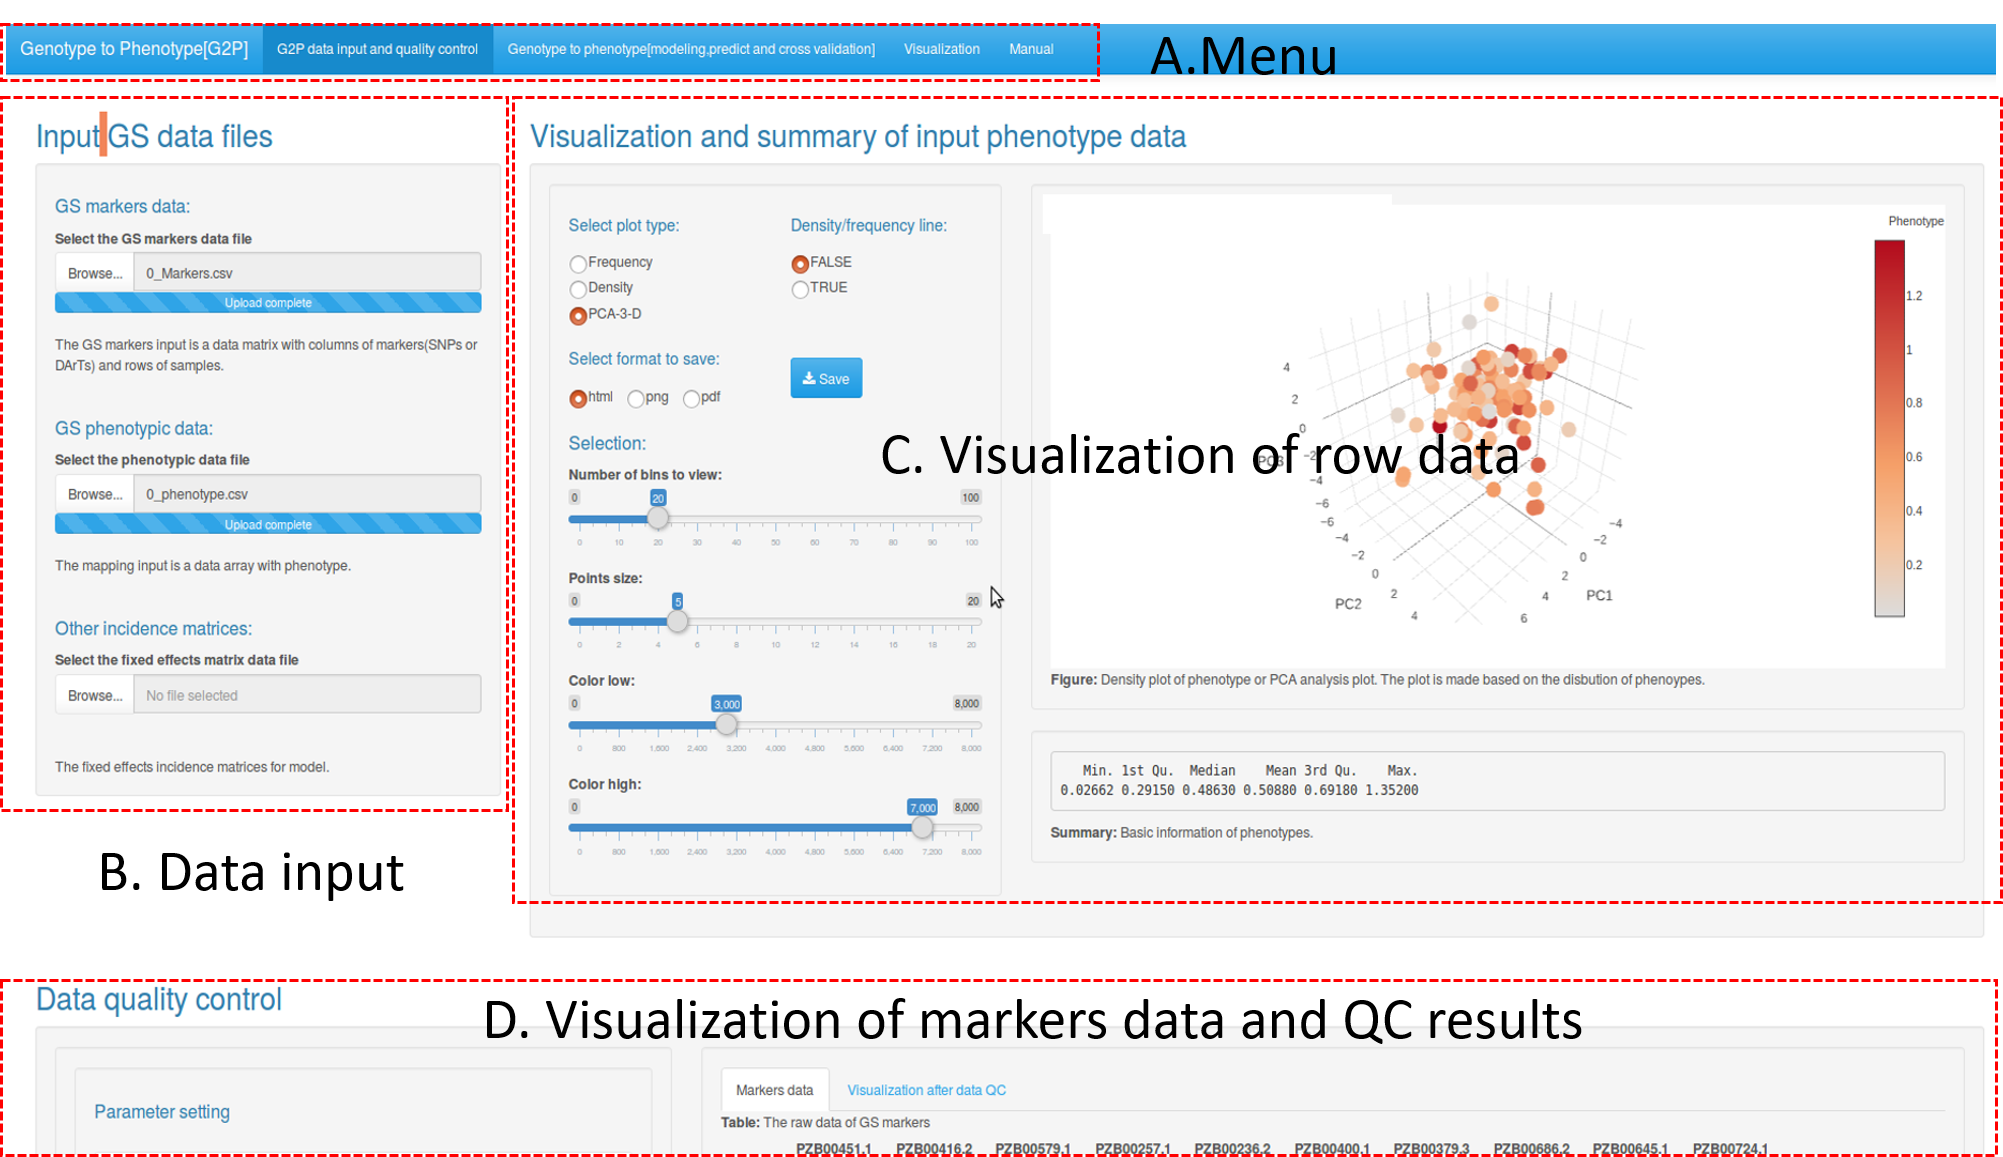 Genotype to Phenotype[G2P] G2P data input and quality control Genotype to phenotype[modeling,predict and cross validation] Visualization Manual
A.Menu
Input GS data files
GS markers data:
Select the GS markers data file
Browse... 0_Markers.csv
Upload complete
The GS markers input is a data matrix with columns of markers(SNPs or
DArTs) and rows of samples.
GS phenotypic data:
Select the phenotypic data file
Browse... 0_phenotype.csv
Upload complete
The mapping input is a data array with phenotype.
Other incidence matrices:
Select the fixed effects matrix data file
Browse... No file selected
The fixed effects incidence matrices for model.
B. Data input
Visualization and summary of input phenotype data
Select plot type:
Frequency
Density
PCA-3-D
Density/frequency line:
FALSE
TRUE
Select format to save:
html png pdf
Save
Selection:
Number of bins to view:
0 20 100
0 10 20 30 40 50 60 70 80 90 100
Points size:
0 5 20
0 2 4 6 8 10 12 14 16 18 20
Color low:
0 3,000 8,000
0 800 1,600 2,400 3,200 4,000 4,800 5,600 6,400 7,200 8,000
Color high:
0 7,000 8,000
0 800 1,600 2,400 3,200 4,000 4,800 5,600 6,400 7,200 8,000
C. Visualization of row data
Phenotype
1.2
1
0.8
0.6
0.4
0.2
4
2
0
−2
−4
−6
PC3
−6
−4
−2
0
2
4
PC2
−4
−2
0
2
4
6
PC1
Figure: Density plot of phenotype or PCA analysis plot. The plot is made based on the disbution of phenoypes.
Min. 1st Qu. Median Mean 3rd Qu. Max.
0.02662 0.29150 0.48630 0.50880 0.69180 1.35200
Summary: Basic information of phenotypes.
Data quality control
D. Visualization of markers data and QC results
Parameter setting
Markers data Visualization after data QC
Table: The raw data of GS markers
PZB00451.1 PZB00416.2 PZB00579.1 PZB00257.1 PZB00236.2 PZB00400.1 PZB00379.3 PZB00686.2 PZB00645.1 PZB00724.1